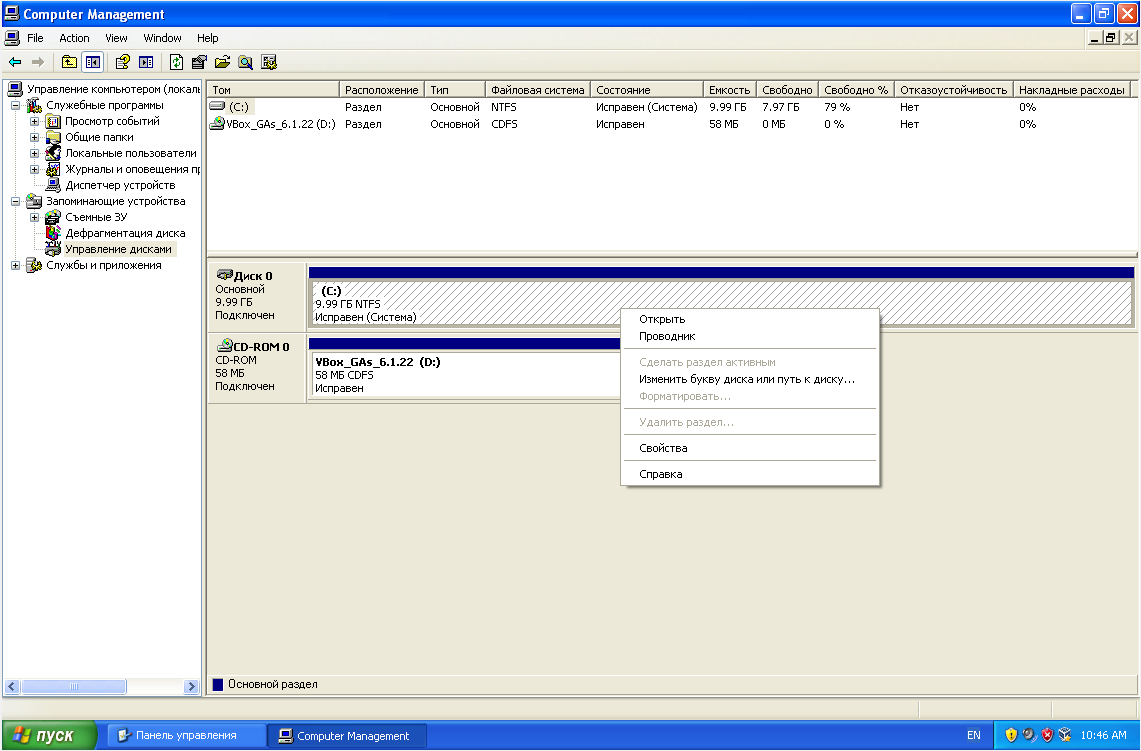 Computer Management
File Action View Window Help
Управление компьютером (локаль
Служебные программы
Просмотр событий
Общие папки
Локальные пользователи
Журналы и оповещения пр
Диспетчер устройств
Запоминающие устройства
Съемные ЗУ
Дефрагментация диска
Управление дисками
Службы и приложения
Том Расположение Тип Файловая система Состояние Емкость Свободно Свободно % Отказоустойчивость Накладные расходы
(C:) Раздел Основной NTFS Исправен (Система) 9.99 ГБ 7.97 ГБ 79 % Нет 0%
VBox_GAs_6.1.22 (D:) Раздел Основной CDFS Исправен 58 МБ 0 МБ 0 % Нет 0%
Диск 0
Основной
9.99 ГБ
Подключен
(C:)
9.99 ГБ NTFS
Исправен (Система)
CD-ROM 0
CD-ROM
58 МБ
Подключен
VBox_GAs_6.1.22 (D:)
58 МБ CDFS
Исправен
Открыть
Проводник
Сделать раздел активным
Изменить букву диска или путь к диску...
Форматировать...
Удалить раздел...
Свойства
Справка
Основной раздел
пуск Панель управления Computer Management EN 10:46 AM